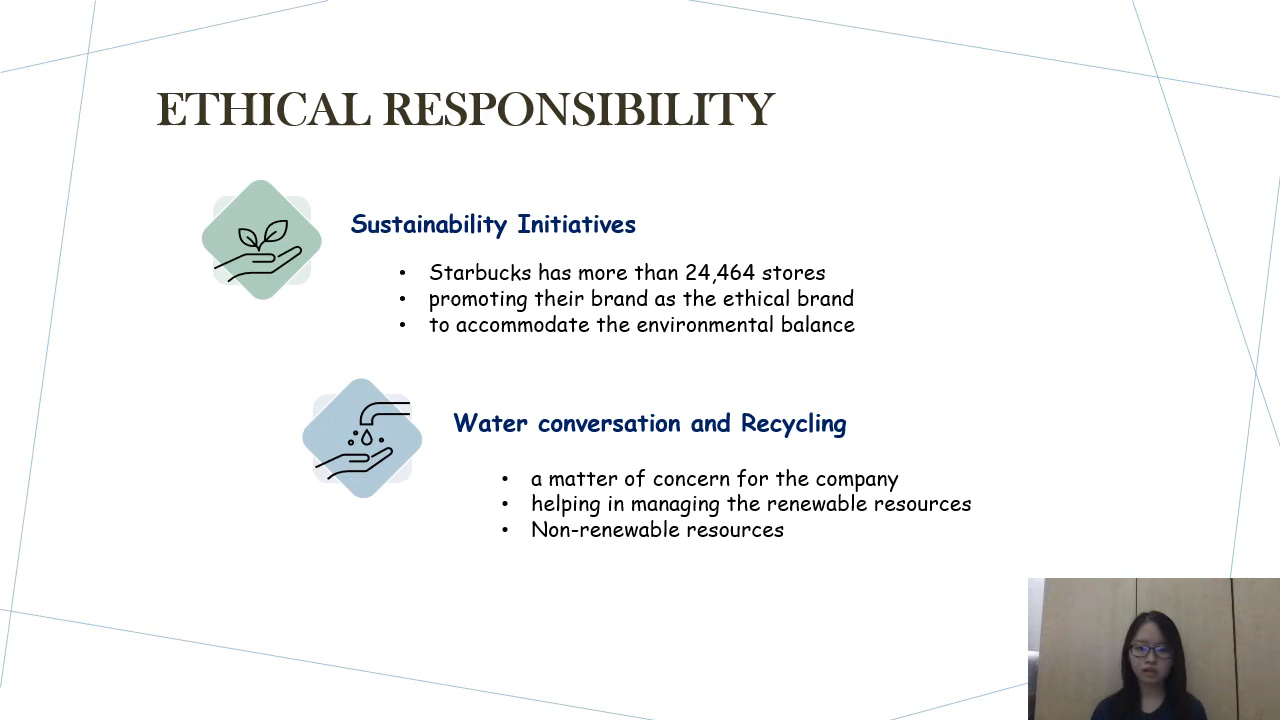 ETHICAL RESPONSIBILITY
Sustainability Initiatives
• Starbucks has more than 24,464 stores
• promoting their brand as the ethical brand
• to accommodate the environmental balance
Water conversation and Recycling
• a matter of concern for the company
• helping in managing the renewable resources
• Non-renewable resources